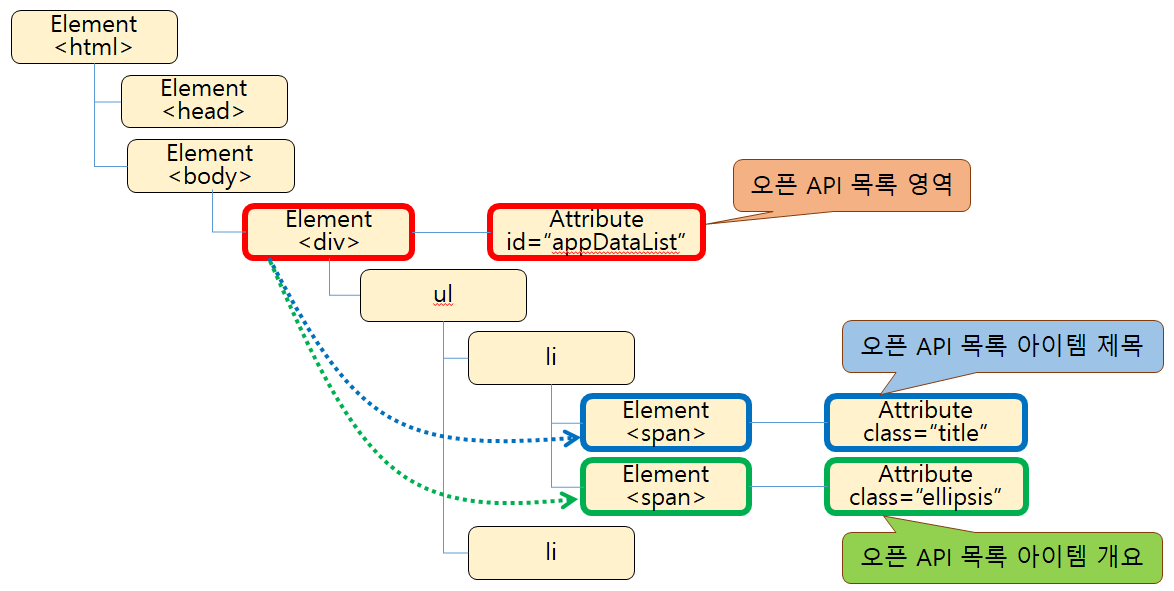 Element
<html>
Element
<head>
Element
<body>
오픈 API 목록 영역
Element
<div>
Attribute
id=“appDataList”
ul
li
오픈 API 목록 아이템 제목
Element
<span>
Attribute
class=“title”
Element
<span>
Attribute
class=“ellipsis”
li
오픈 API 목록 아이템 개요